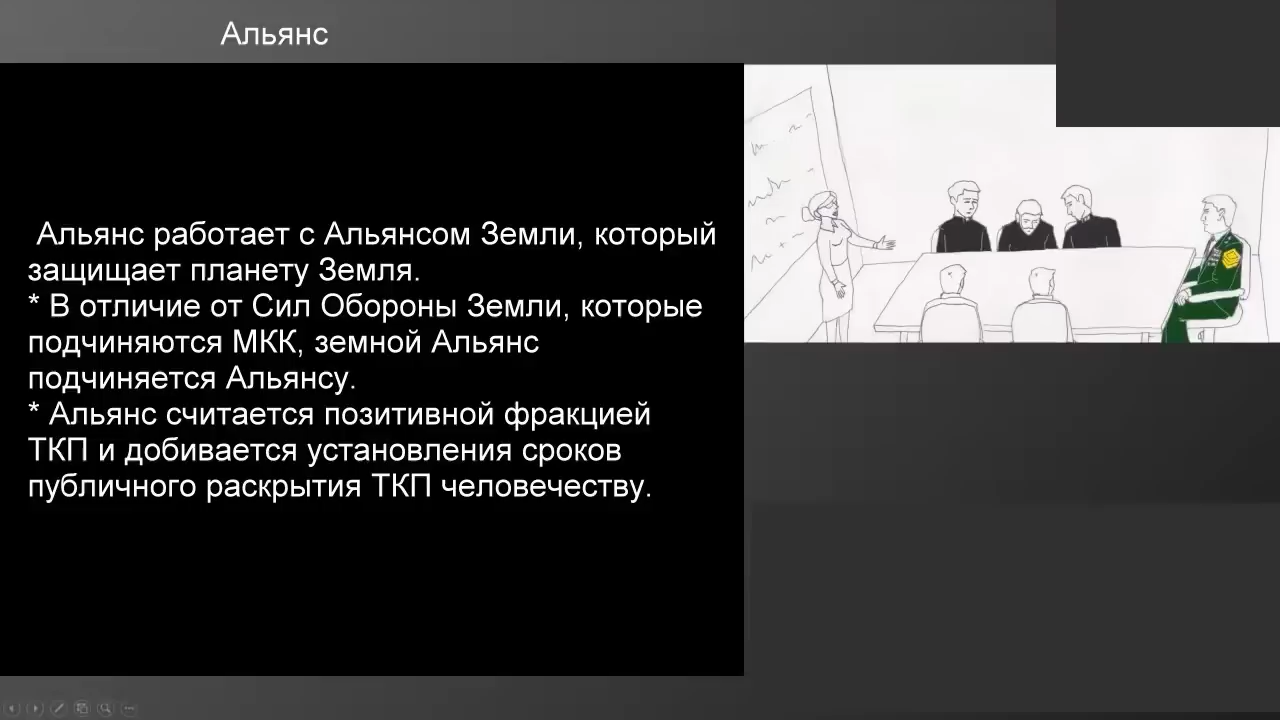 Альянс
Альянс работает с Альянсом Земли, который
защищает планету Земля.
* В отличие от Сил Обороны Земли, которые
подчиняются МКК, земной Альянс
подчиняется Альянсу.
* Альянс считается позитивной фракцией
ТКП и добивается установления сроков
публичного раскрытия ТКП человечеству.